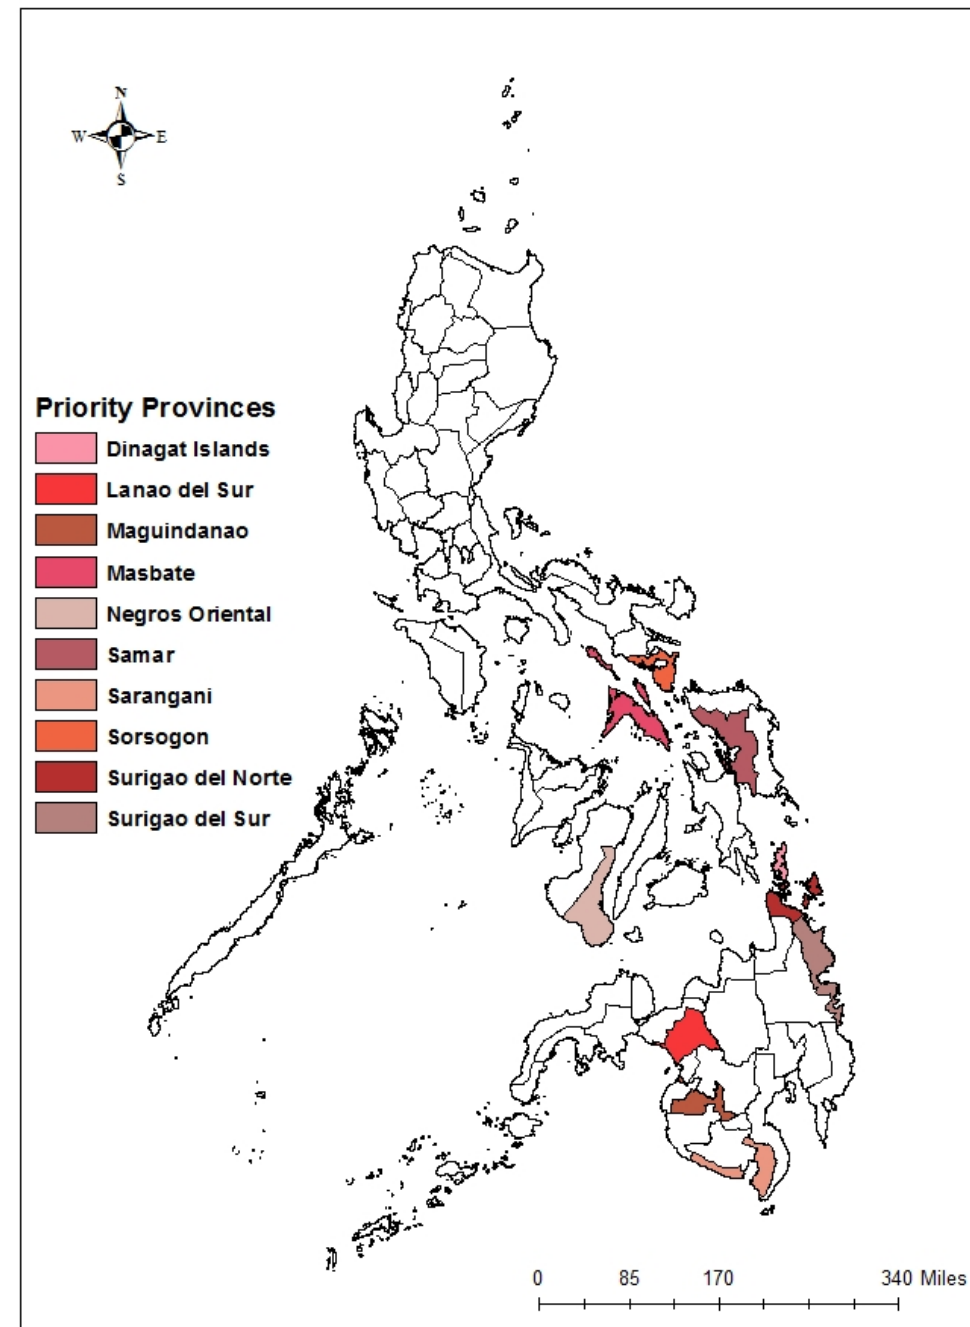 N
W E
S
Priority Provinces
Dinagat Islands
Lanao del Sur
Maguindanao
Masbate
Negros Oriental
Samar
Sarangani
Sorsogon
Surigao del Norte
Surigao del Sur
0 85 170 340 Miles